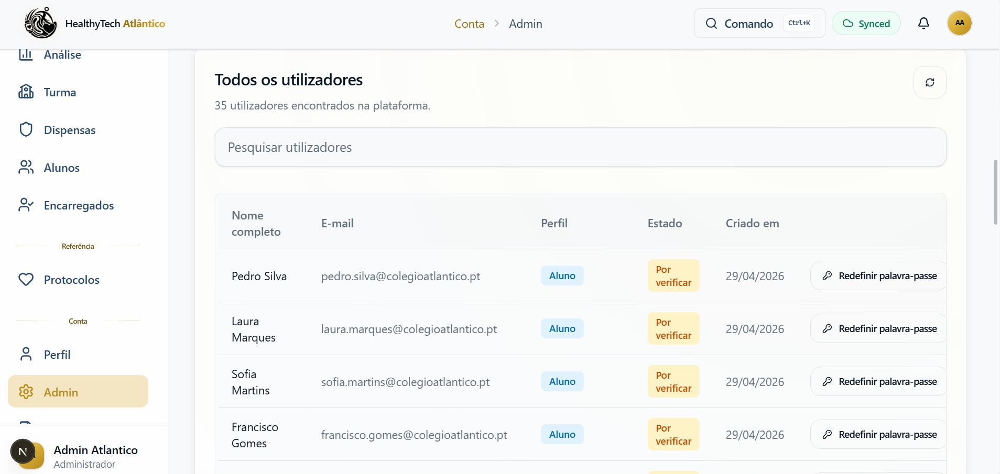 HealthyTech Atlântico
Conta > Admin
Comando Ctrl+K
Synced
AA
Análise
Turma
Dispensas
Alunos
Encarregados
Referência
Protocolos
Conta
Perfil
Admin
N
Admin Atlantico
Administrador
Todos os utilizadores
35 utilizadores encontrados na plataforma.
Pesquisar utilizadores
Nome
completo
E-mail
Perfil
Estado
Criado em
Pedro Silva
pedro.silva@colegioatlantico.pt
Aluno
Por
verificar
29/04/2026
Redefinir palavra-passe
Laura
Marques
laura.marques@colegioatlantico.pt
Aluno
Por
verificar
29/04/2026
Redefinir palavra-passe
Sofia
Martins
sofia.martins@colegioatlantico.pt
Aluno
Por
verificar
29/04/2026
Redefinir palavra-passe
Francisco
Gomes
francisco.gomes@colegioatlantico.pt
Aluno
Por
verificar
29/04/2026
Redefinir palavra-passe